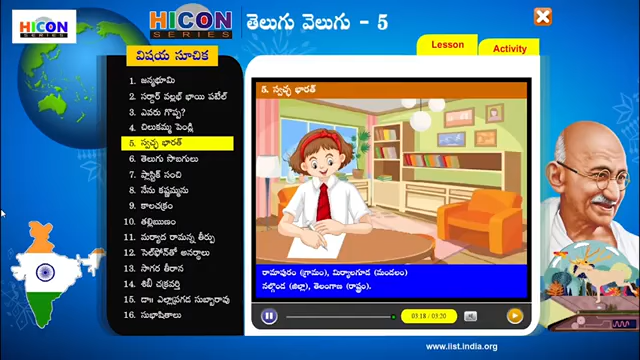 HICON
SERIES
HICON
SERIES
తెలుగు వెలుగు - 5
Lesson
Activity
విషయ సూచిక
1. జన్మభూమి
2. సర్దార్ వల్లభ్ భాయి పటేల్
3. ఎవరు గొప్ప?
4. చిలుకమ్మ పెండ్లి
5. స్వచ్ఛ భారత్
6. తెలుగు సొబగులు
7. ప్లాస్టిక్ సంచి
8. నేను కష్టమ్మను
9. కాలచక్రం
10. తల్లిఋణం
11. మర్యాద రామన్న తీర్పు
12. సెల్‌ఫోన్‌తో అనర్థాలు
13. సాగర తీరాన
14. శిబి చక్రవర్తి
15. డా॥ ఎల్లాప్రగడ సుబ్బారావు
16. సుభాషితాలు
5. స్వచ్ఛ భారత్
రామాపురం (గ్రామం), మిర్యాలగూడ (మండలం)
నల్గొండ (జిల్లా), తెలంగాణ (రాష్ట్రం).
03:18 / 03:20
www.list.india.org